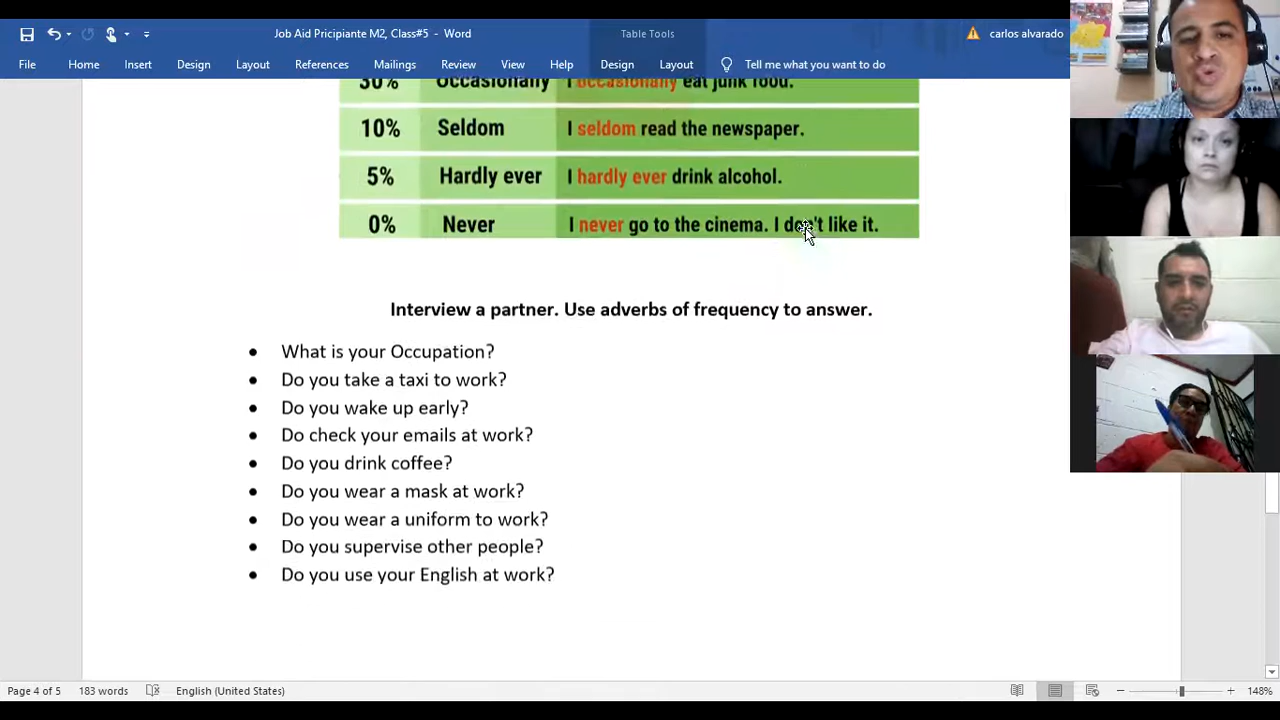 Job Aid Pricipiante M2, Class#5 - Word
Table Tools
carlos alvarado
File
Home
Insert
Design
Layout
References
Mailings
Review
View
Help
Design
Layout
Tell me what you want to do
30% Occasionally I occasionally eat junk food.
10% Seldom I seldom read the newspaper.
5% Hardly ever I hardly ever drink alcohol.
0% Never I never go to the cinema. I don't like it.
Interview a partner. Use adverbs of frequency to answer.
• What is your Occupation?
• Do you take a taxi to work?
• Do you wake up early?
• Do check your emails at work?
• Do you drink coffee?
• Do you wear a mask at work?
• Do you wear a uniform to work?
• Do you supervise other people?
• Do you use your English at work?
Page 4 of 5
183 words
English (United States)
148%